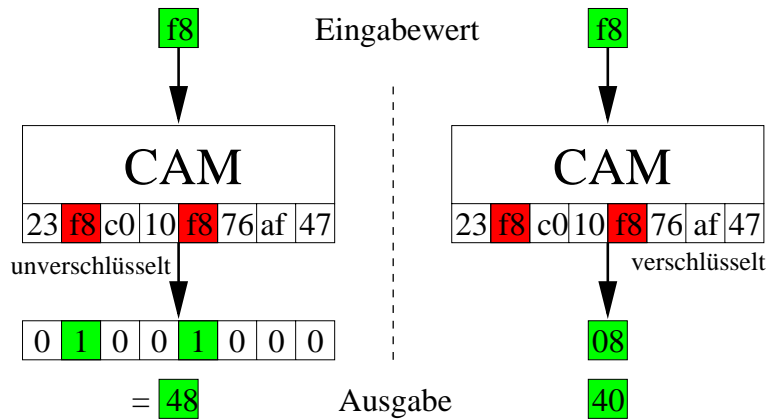 f8 Eingabewert f8
CAM CAM
23 f8 c0 10 f8 76 af 47 23 f8 c0 10 f8 76 af 47
unverschlüsselt verschlüsselt
0 1 0 0 1 0 0 0 08
= 48 Ausgabe 40